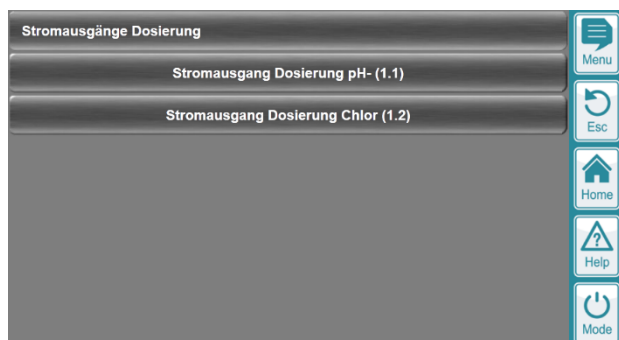 Stromausgänge Dosierung
Stromausgang Dosierung pH- (1.1)
Stromausgang Dosierung Chlor (1.2)
Menu
Esc
Home
?
Help
Mode